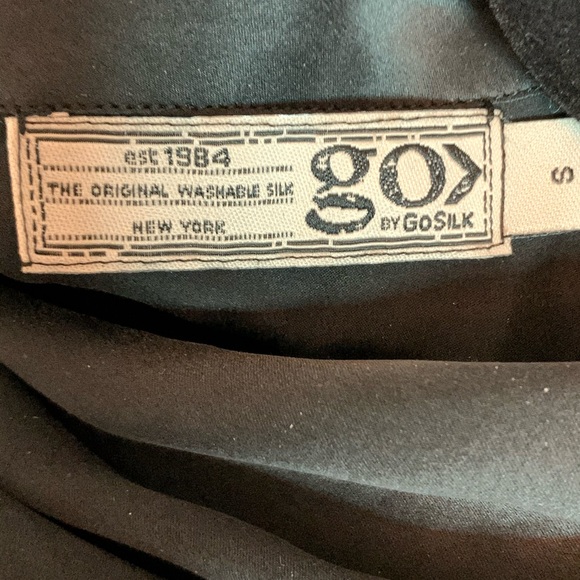 est 1984
THE ORIGINAL WASHABLE SILK
NEW YORK
go>
BY GOSILK
S